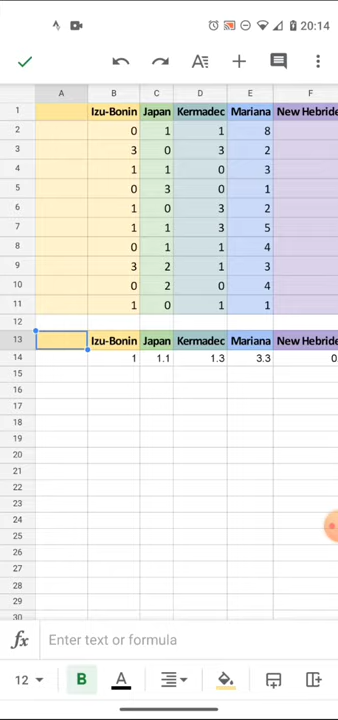 20:14
A B C D E F
1 Izu-Bonin Japan Kermadec Mariana New Hebride
2 0 1 1 8
3 3 0 3 2
4 1 1 0 3
5 0 3 0 1
6 1 0 3 2
7 1 1 3 5
8 0 1 1 4
9 3 2 1 3
10 0 2 0 4
11 1 0 1 1
12
13 Izu-Bonin Japan Kermadec Mariana New Hebride
14 1 1.1 1.3 3.3 0.
15
16
17
18
19
20
21
22
23
24
25
26
27
28
29
30
fx Enter text or formula
12 B A